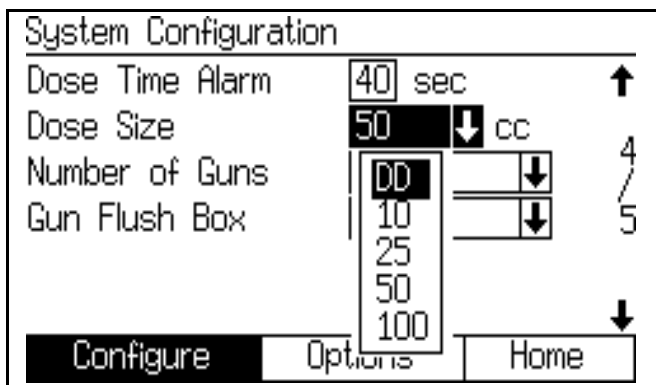 System Configuration
Dose Time Alarm 40 sec
Dose Size 50 cc
Number of Guns
Gun Flush Box
DD
10
25
50
100
4
/
5
Configure Options Home